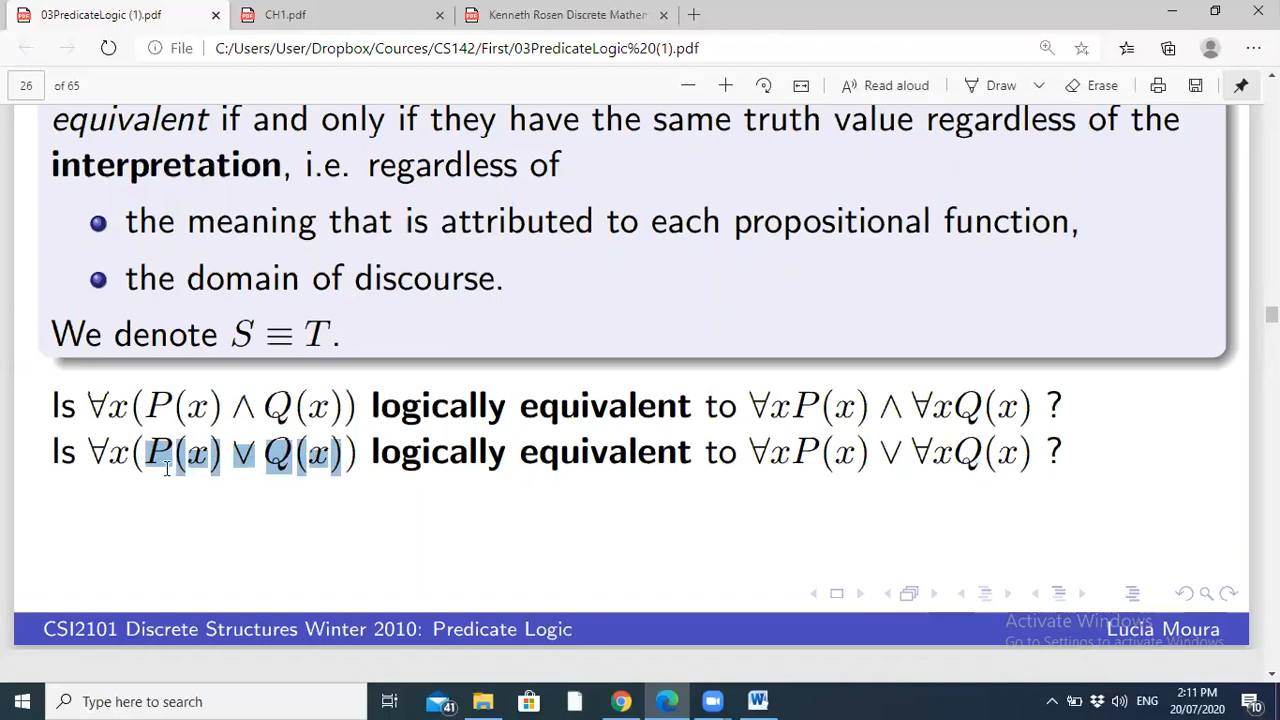 03PredicateLogic (1).pdf
CH1.pdf
Kenneth Rosen Discrete Mathem
File
C:/Users/User/Dropbox/Cources/CS142/First/03PredicateLogic%20(1).pdf
26 of 65
Read aloud
Draw
Erase
equivalent if and only if they have the same truth value regardless of the
interpretation, i.e. regardless of
the meaning that is attributed to each propositional function,
the domain of discourse.
We denote S ≡ T.
Is ∀x(P(x) ∧ Q(x)) logically equivalent to ∀xP(x) ∧ ∀xQ(x) ?
Is ∀x(P(x) ∨ Q(x)) logically equivalent to ∀xP(x) ∨ ∀xQ(x) ?
Activate Windows
CSI2101 Discrete Structures Winter 2010: Predicate Logic
Lucia Moura
Go to Settings to activate Windows.
Type here to search
41
ENG
2:11 PM
20/07/2020
10